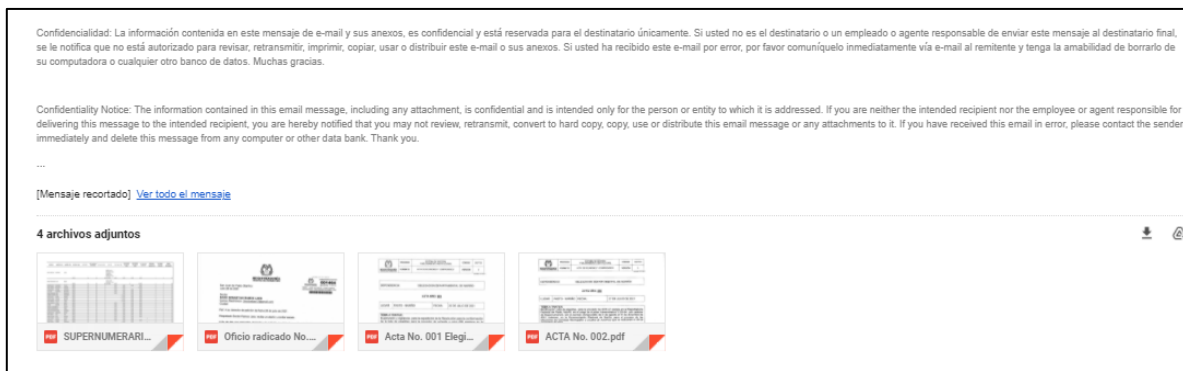 Confidencialidad: La información contenida en este mensaje de e-mail y sus anexos, es confidencial y está reservada para el destinatario únicamente. Si usted no es el destinatario o un empleado o agente responsable de enviar este mensaje al destinatario final,
se le notifica que no está autorizado para revisar, retransmitir, imprimir, copiar, usar o distribuir este e-mail o sus anexos. Si usted ha recibido este e-mail por error, por favor comuníquelo inmediatamente vía e-mail al remitente y tenga la amabilidad de borrarlo de
su computadora o cualquier otro banco de datos. Muchas gracias.
Confidentiality Notice: The information contained in this email message, including any attachment, is confidential and is intended only for the person or entity to which it is addressed. If you are neither the intended recipient nor the employee or agent responsible for
delivering this message to the intended recipient, you are hereby notified that you may not review, retransmit, convert to hard copy, copy, use or distribute this email message or any attachments to it. If you have received this email in error, please contact the sender
immediately and delete this message from any computer or other data bank. Thank you.
...
[Mensaje recortado] Ver todo el mensaje
4 archivos adjuntos
PDF SUPERNUMERARI...
PDF Oficio radicado No....
PDF Acta No. 001 Elegi...
PDF ACTA No. 002.pdf